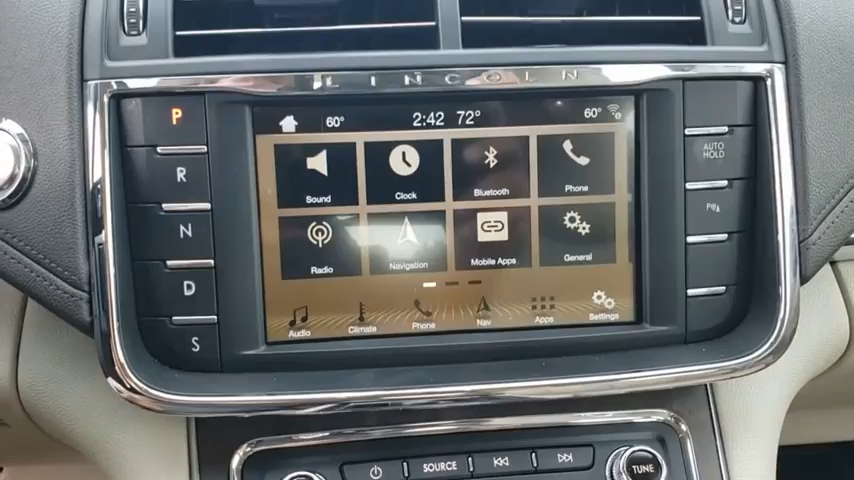 LINCOLN
P
R
N
D
S
60° 2:42 72° 60°
Sound Clock Bluetooth Phone
Radio Navigation Mobile Apps General
Audio Climate Phone Nav Apps Settings
AUTO
HOLD
SOURCE
TUNE